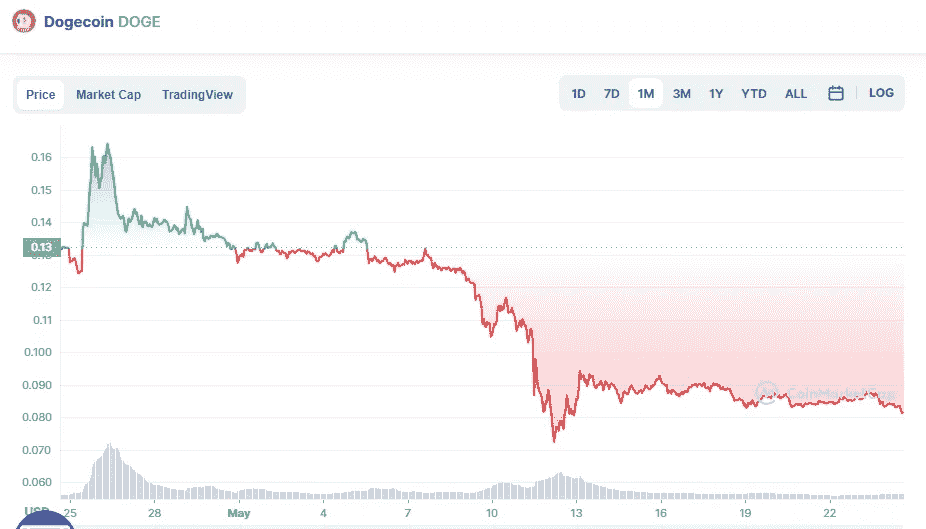 Dogecoin DOGE
Price Market Cap TradingView
1D 7D 1M 3M 1Y YTD ALL LOG
0.16
0.15
0.14
0.13
0.12
0.11
0.100
0.090
0.080
0.070
0.060
CoinMarketCap
USD 25 28 May 4 7 10 13 16 19 22